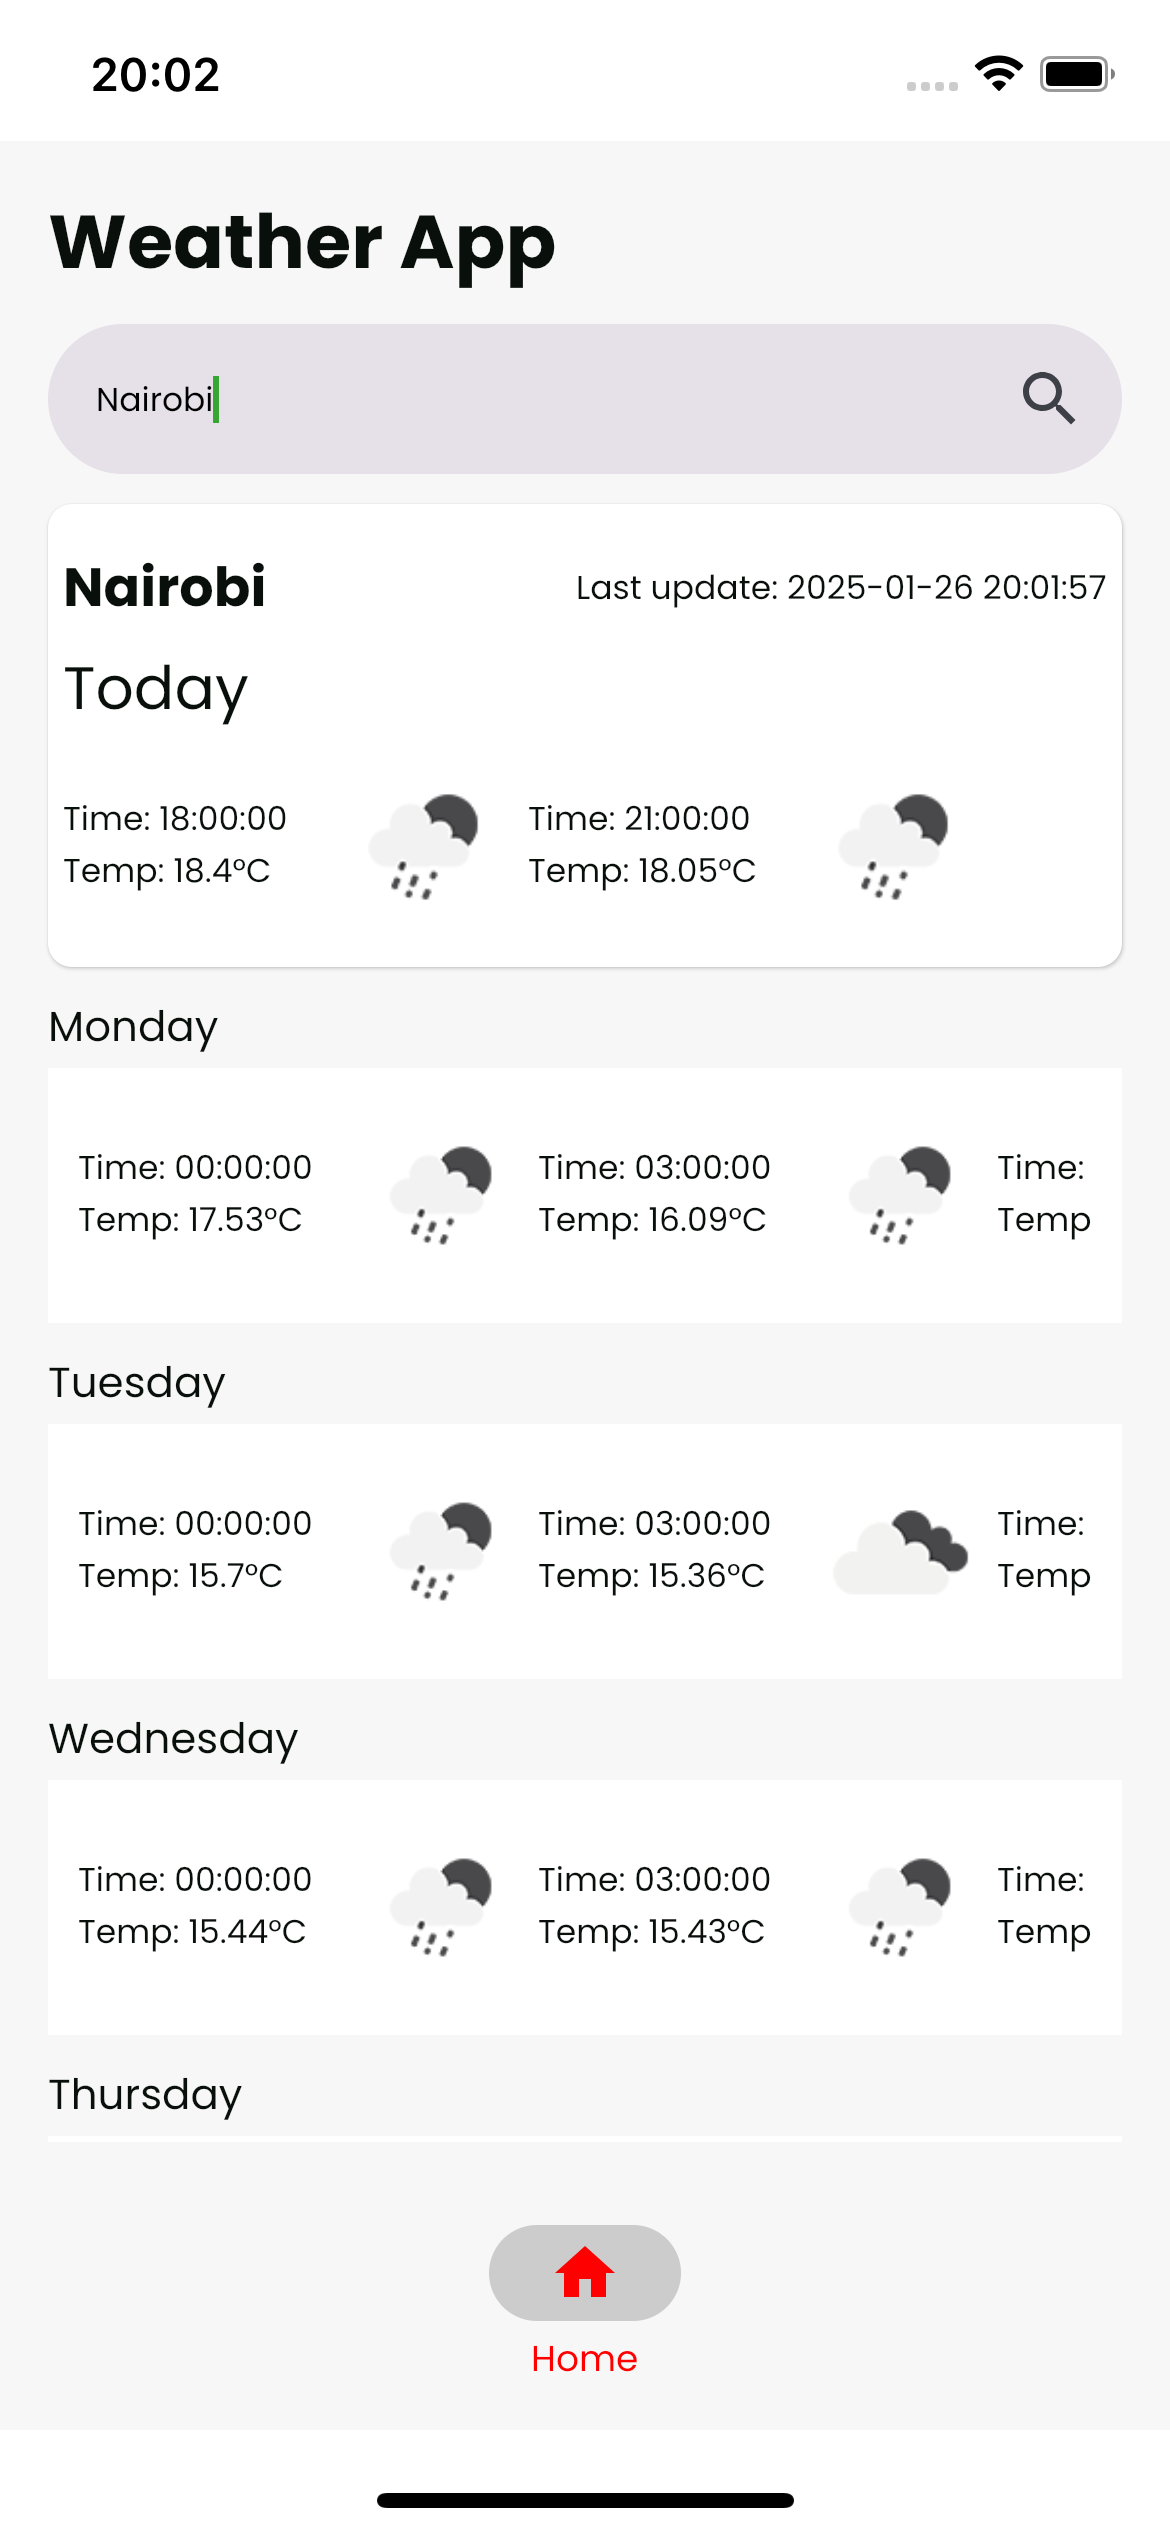 20:02
Weather App
Nairobi
Nairobi
Last update: 2025-01-26 20:01:57
Today
Time: 18:00:00
Temp: 18.4°C
Time: 21:00:00
Temp: 18.05°C
Monday
Time: 00:00:00
Temp: 17.53°C
Time: 03:00:00
Temp: 16.09°C
Time:
Temp
Tuesday
Time: 00:00:00
Temp: 15.7°C
Time: 03:00:00
Temp: 15.36°C
Time:
Temp
Wednesday
Time: 00:00:00
Temp: 15.44°C
Time: 03:00:00
Temp: 15.43°C
Time:
Temp
Thursday
Home